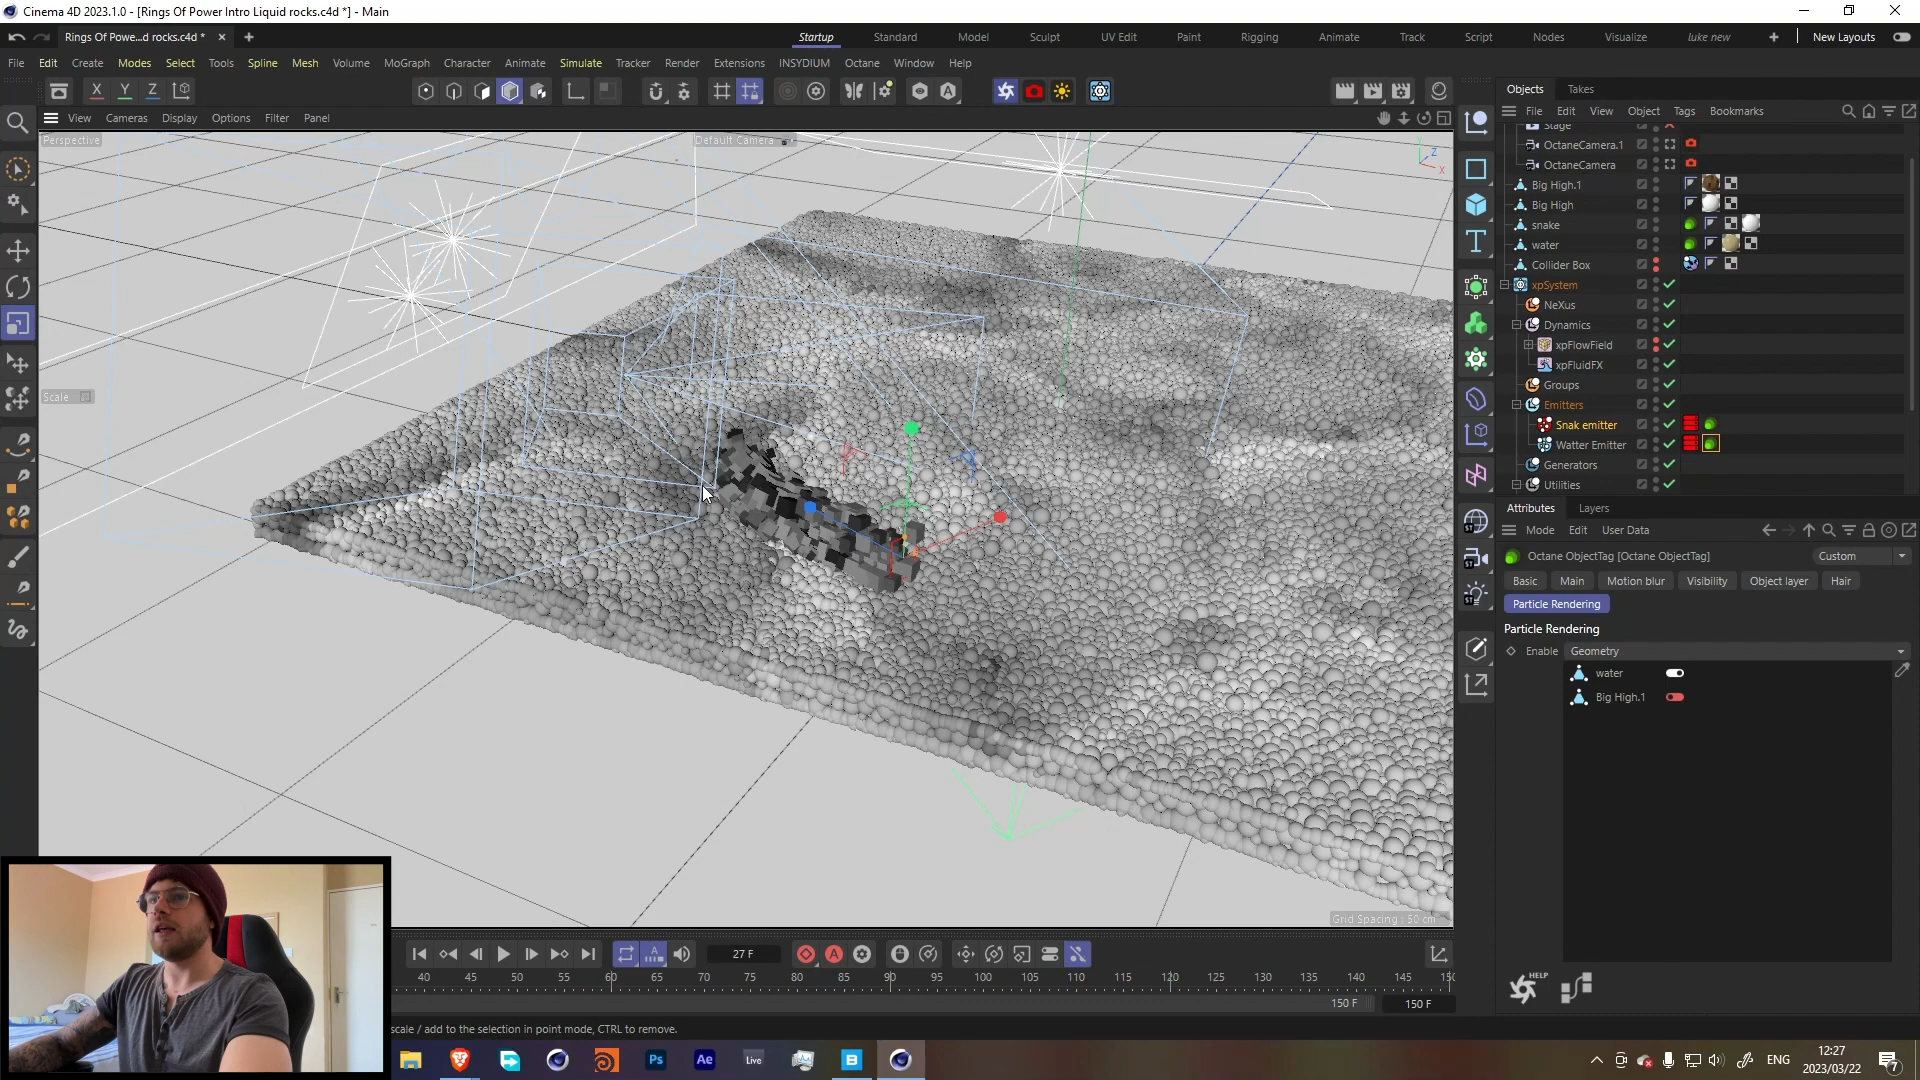 Cinema 4D 2023.1.0 - [Rings Of Power Intro Liquid rocks.c4d *] - Main
Rings Of Powe...d rocks.c4d *
Startup Standard Model Sculpt UV Edit Paint Rigging Animate Track Script Nodes Visualize luke new New Layouts
File Edit Create Modes Select Tools Spline Mesh Volume MoGraph Character Animate Simulate Tracker Render Extensions INSYDIUM Octane Window Help
Objects Takes
X Y Z
View Cameras Display Options Filter Panel
File Edit View Object Tags Bookmarks
Perspective
Default Camera
Stage
OctaneCamera.1
OctaneCamera
Big High.1
Big High
snake
water
Collider Box
xpSystem
NeXus
Dynamics
xpFlowField
xpFluidFX
Groups
Emitters
Snak emitter
Watter Emitter
Generators
Utilities
Scale
Attributes Layers
Mode Edit User Data
Octane ObjectTag [Octane ObjectTag] Custom
Basic Main Motion blur Visibility Object layer Hair
Particle Rendering
Particle Rendering
Enable Geometry
water
Big High.1
Grid Spacing : 50 cm
27 F
40 45 50 55 60 65 70 75 80 85 90 95 100 105 110 115 120 125 130 135 140 145 150
150 F 150 F
HELP
scale / add to the selection in point mode, CTRL to remove.
Ps Ae Live B
ENG
12:27
2023/03/22
7